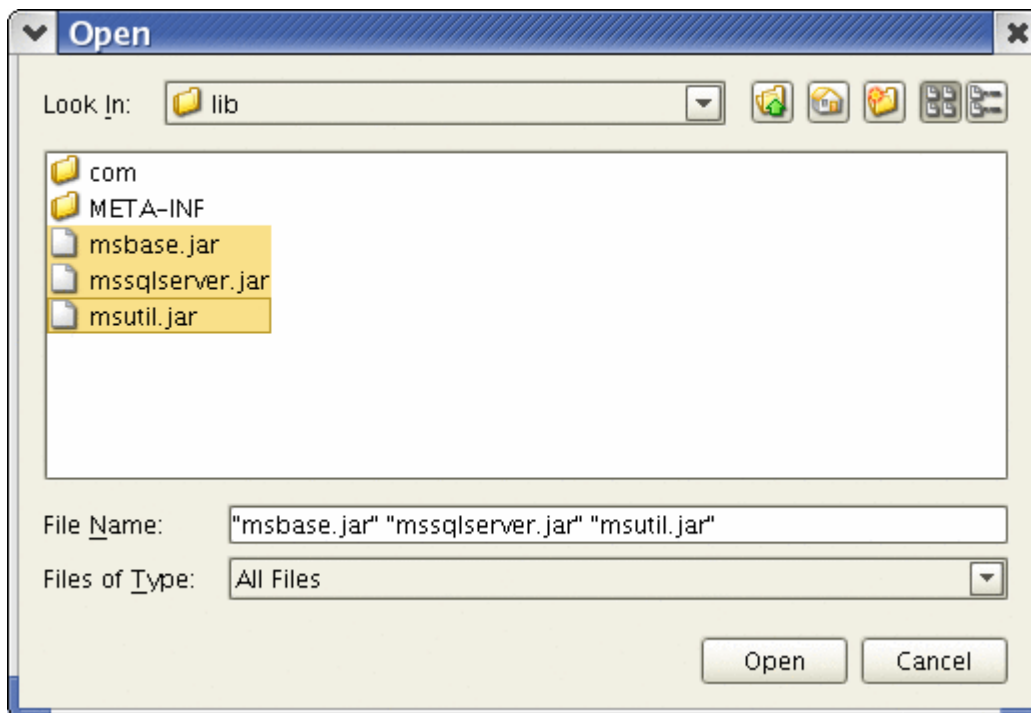 Open
Look In: lib
com
META-INF
msbase.jar
mssqlserver.jar
msutil.jar
File Name: "msbase.jar" "mssqlserver.jar" "msutil.jar"
Files of Type: All Files
Open Cancel